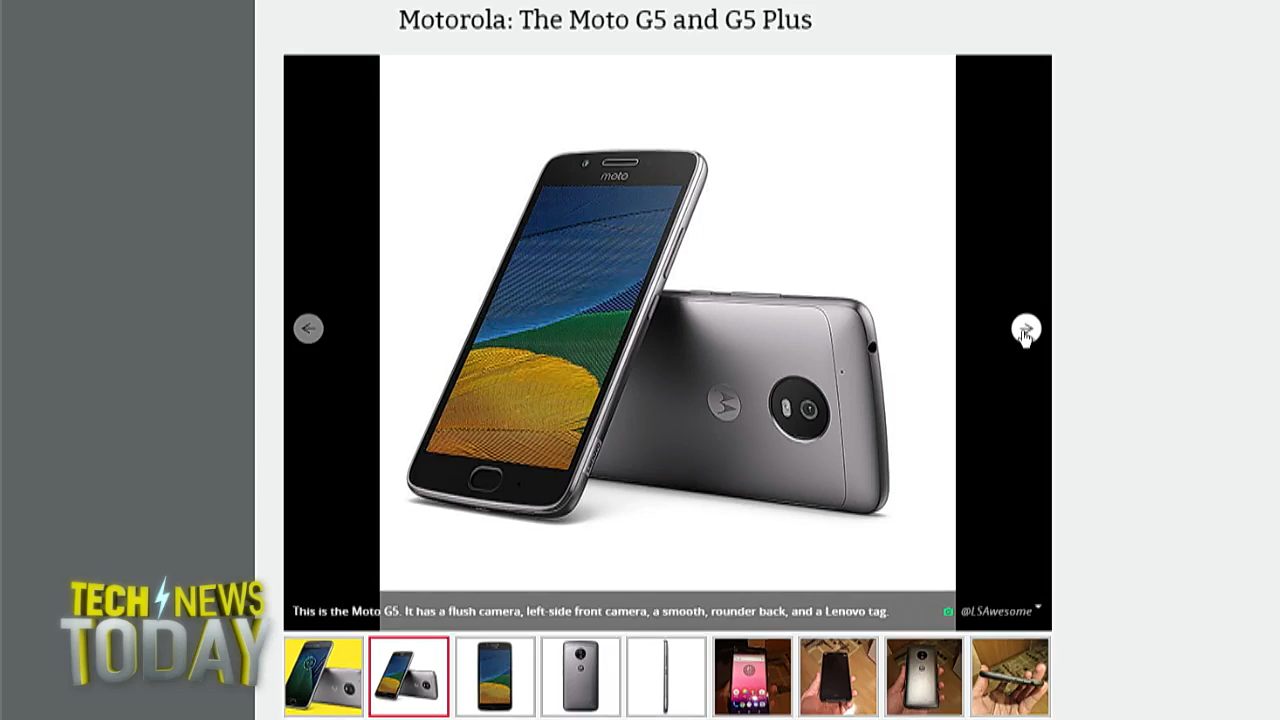 Motorola: The Moto G5 and G5 Plus
moto
This is the Moto G5. It has a flush camera, left-side front camera, a smooth, rounder back, and a Lenovo tag.
@LSAwesome
TECH NEWS
TODAY